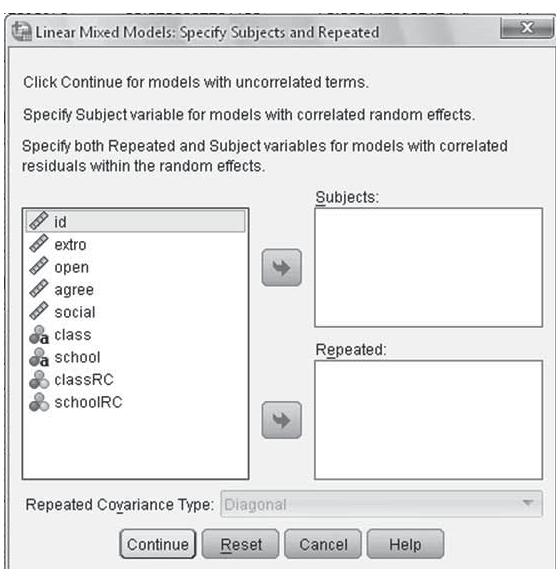 Linear Mixed Models: Specify Subjects and Repeated
Click Continue for models with uncorrelated terms.
Specify Subject variable for models with correlated random effects.
Specify both Repeated and Subject variables for models with correlated
residuals within the random effects.
Subjects:
id
extro
open
agree
social
class
school
classRC
schoolRC
Repeated:
Repeated Covariance Type: Diagonal
Continue Reset Cancel Help